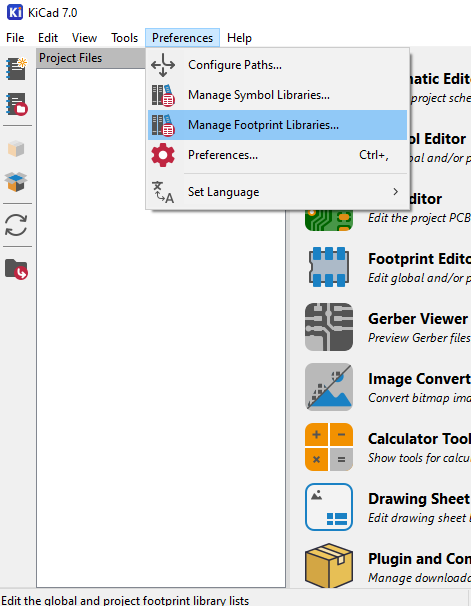 KiCad 7.0
File Edit View Tools Preferences Help
Project Files
Configure Paths...
Manage Symbol Libraries...
Manage Footprint Libraries...
Preferences... Ctrl+,
Set Language
matic Edit
project sche
ol Editor
bal and/or p
ditor
Edit the project PCB
Footprint Edito
Edit global and/or p
Gerber Viewer
Preview Gerber files
Image Convert
Convert bitmap ima
Calculator Tool
Show tools for calcu
Drawing Sheet
Edit drawing sheet
Plugin and Con
Manage downloada
Edit the global and project footprint library lists